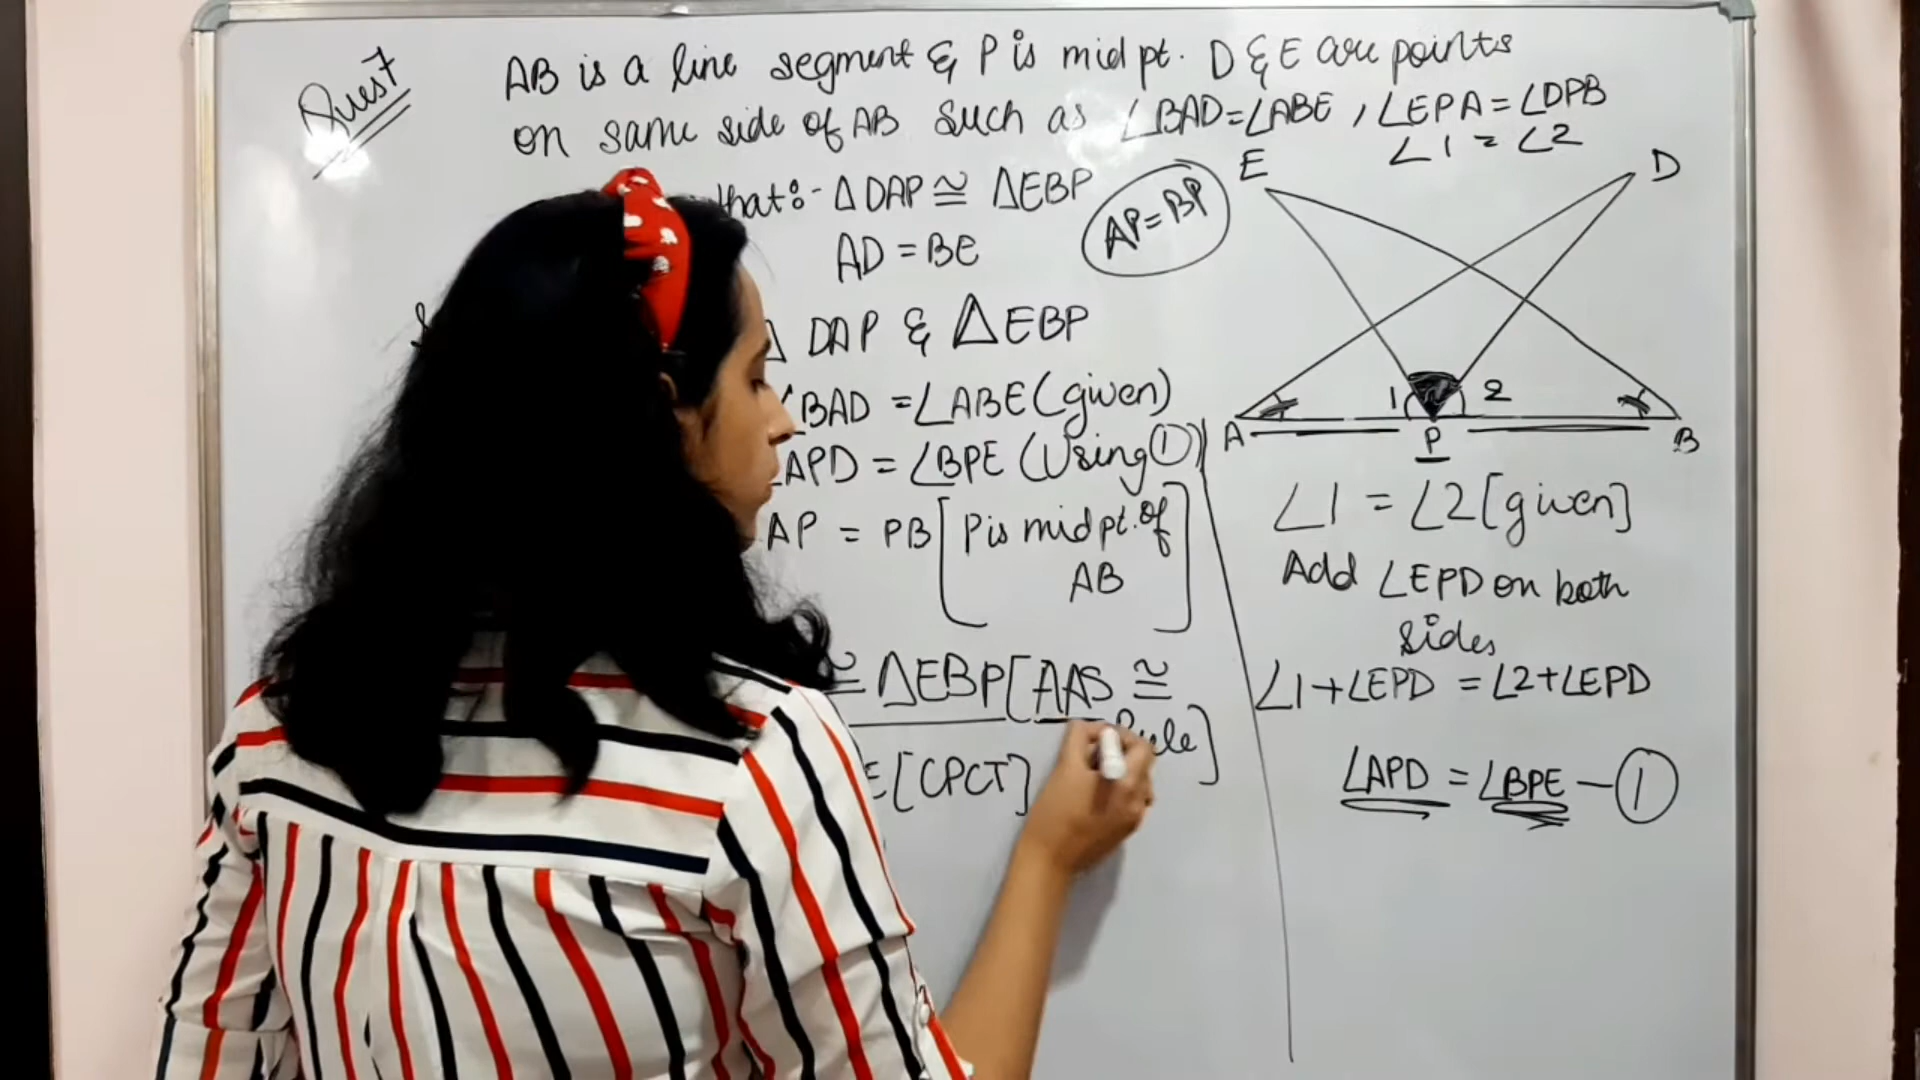 Quest
AB is a line segment & P is mid pt. D & E are points
on same side of AB such as ∠BAD=∠ABE, ∠EPA=∠DPB
∠1 = ∠2
that:- ΔDAP ≅ ΔEBP
AD = BE
AP=BP
DAP & ΔEBP
∠BAD =∠ABE (given)
∠APD = ∠BPE (Using ①)
AP = PB [P is mid pt. of
AB]
≅ ΔEBP [AAS ≅
Rule]
E [CPCT]
E
D
1
2
A
P
B
∠1 = ∠2 [given]
Add ∠EPD on both
sides
∠1+∠EPD = ∠2+∠EPD
∠APD = ∠BPE — ①